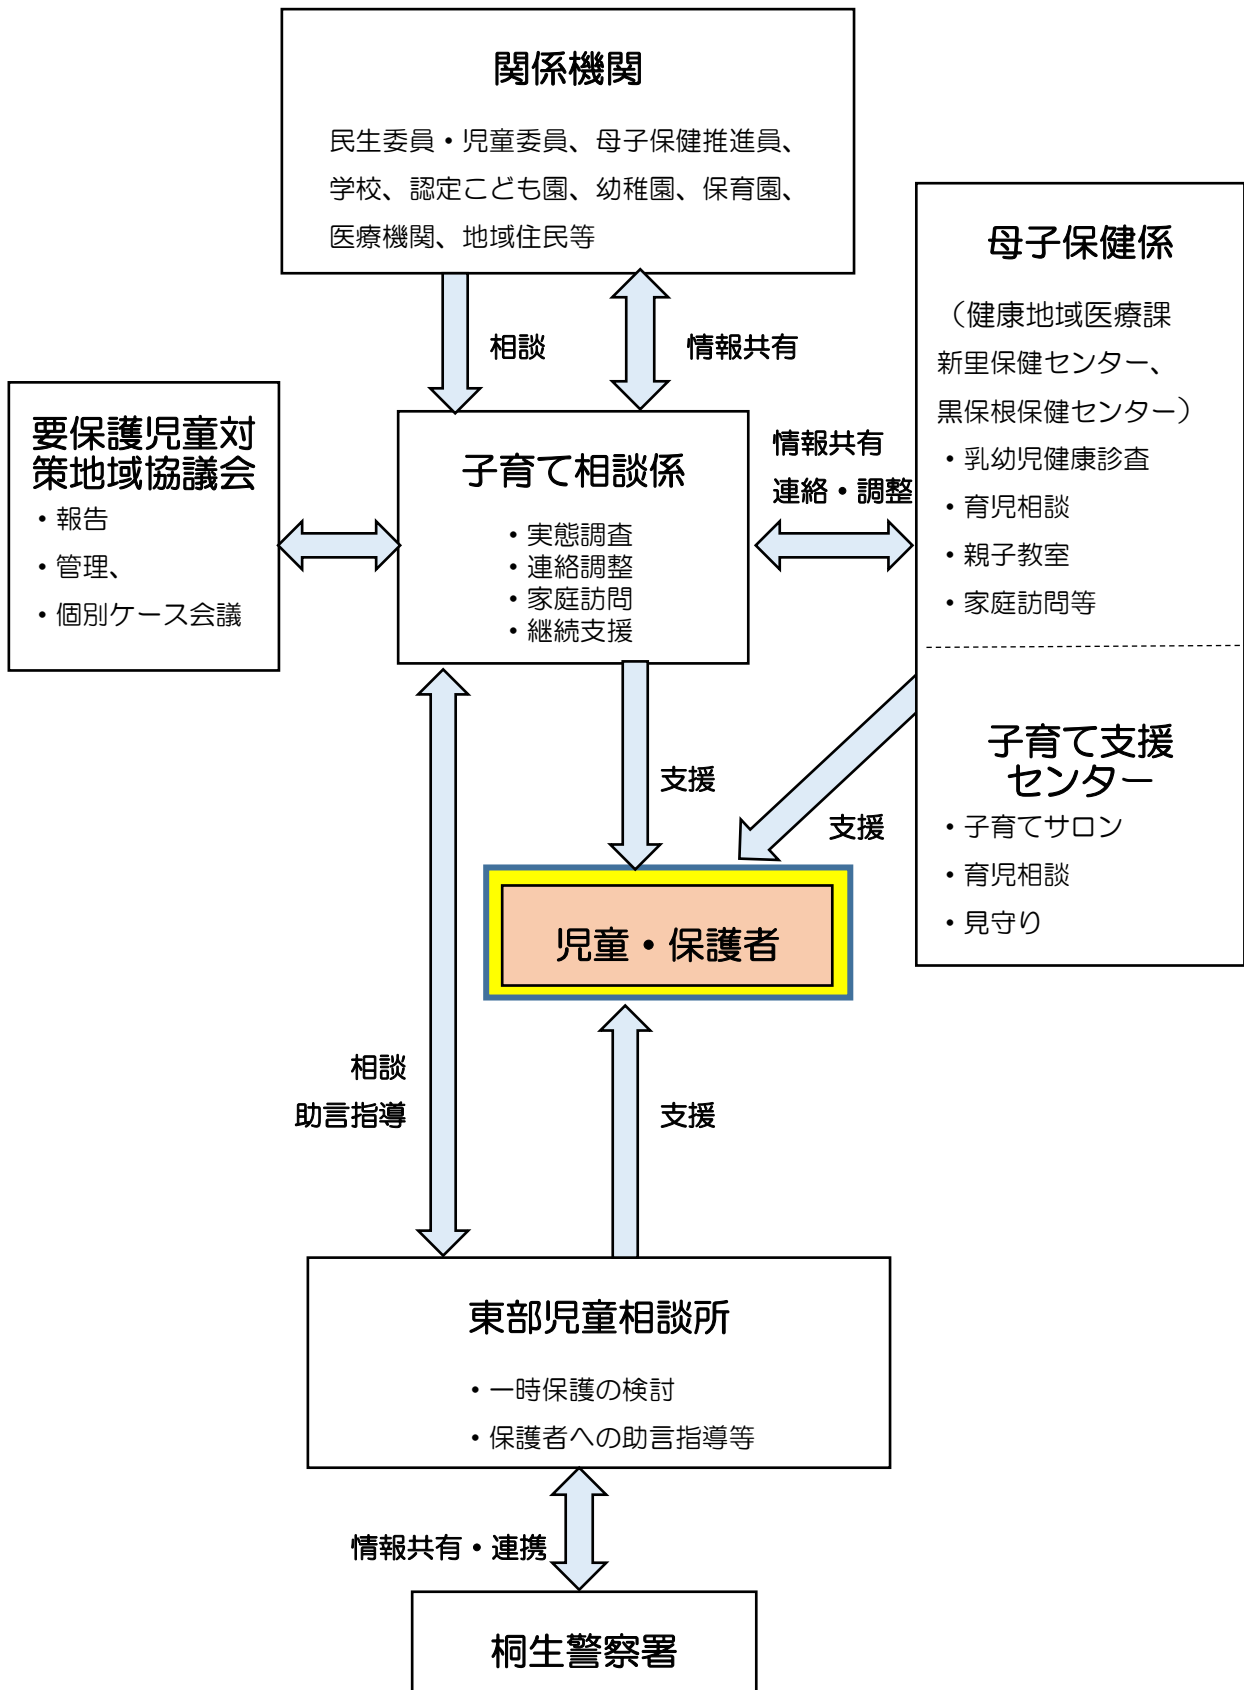 関係機関
民生委員・児童委員、母子保健推進員、
学校、認定こども園、幼稚園、保育園、
医療機関、地域住民等
相談
情報共有
母子保健係
（健康地域医療課
新里保健センター、
黒保根保健センター）
・乳幼児健康診査
・育児相談
・親子教室
・家庭訪問等
要保護児童対
策地域協議会
・報告
・管理、
・個別ケース会議
子育て相談係
・実態調査
・連絡調整
・家庭訪問
・継続支援
情報共有
連絡・調整
子育て支援
センター
・子育てサロン
・育児相談
・見守り
支援
支援
児童・保護者
相談
助言指導
支援
東部児童相談所
・一時保護の検討
・保護者への助言指導等
情報共有・連携
桐生警察署